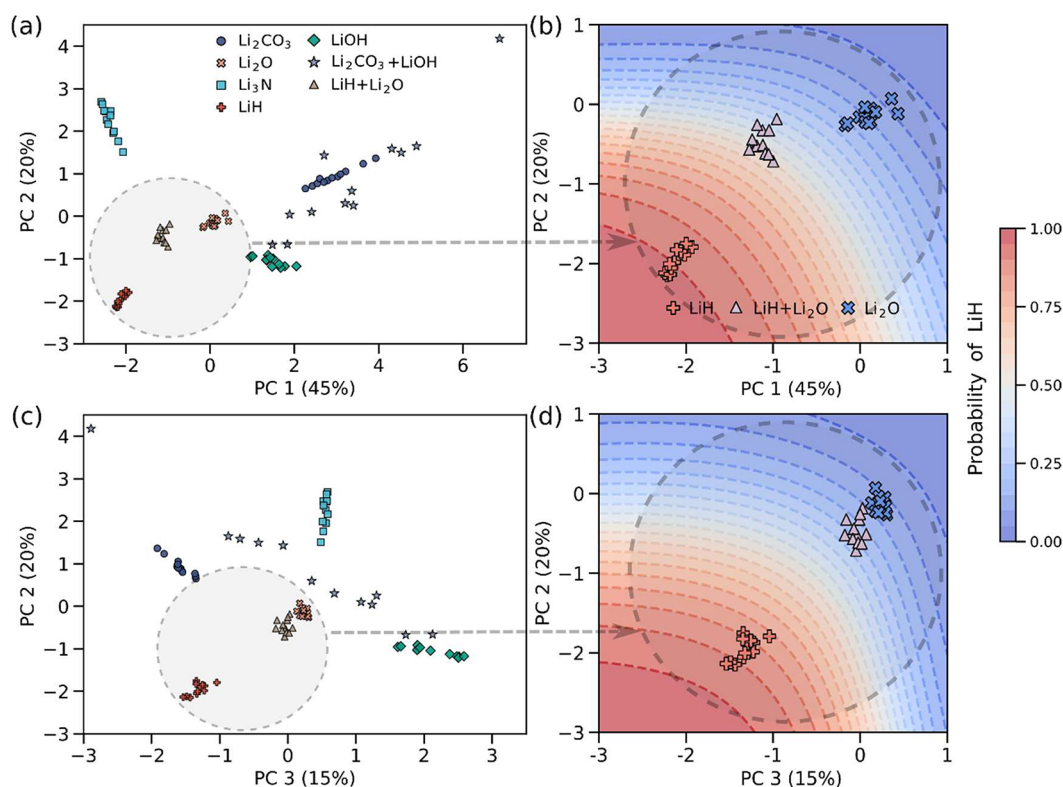 (a)
4
3
2
1
0
−1
−2
−3
PC 2 (20%)
Li₂CO₃
Li₂O
Li₃N
LiH
LiOH
Li₂CO₃+LiOH
LiH+Li₂O
−2
0
2
4
6
PC 1 (45%)
(b)
1
0
−1
−2
−3
PC 2 (20%)
LiH
LiH+Li₂O
Li₂O
-3
-2
-1
0
1
PC 1 (45%)
(c)
4
3
2
1
0
−1
−2
−3
PC 2 (20%)
−3
−2
−1
0
1
2
3
PC 3 (15%)
(d)
1
0
−1
−2
−3
PC 2 (20%)
-3
-2
-1
0
1
PC 3 (15%)
Probability of LiH
1.00
0.75
0.50
0.25
0.00